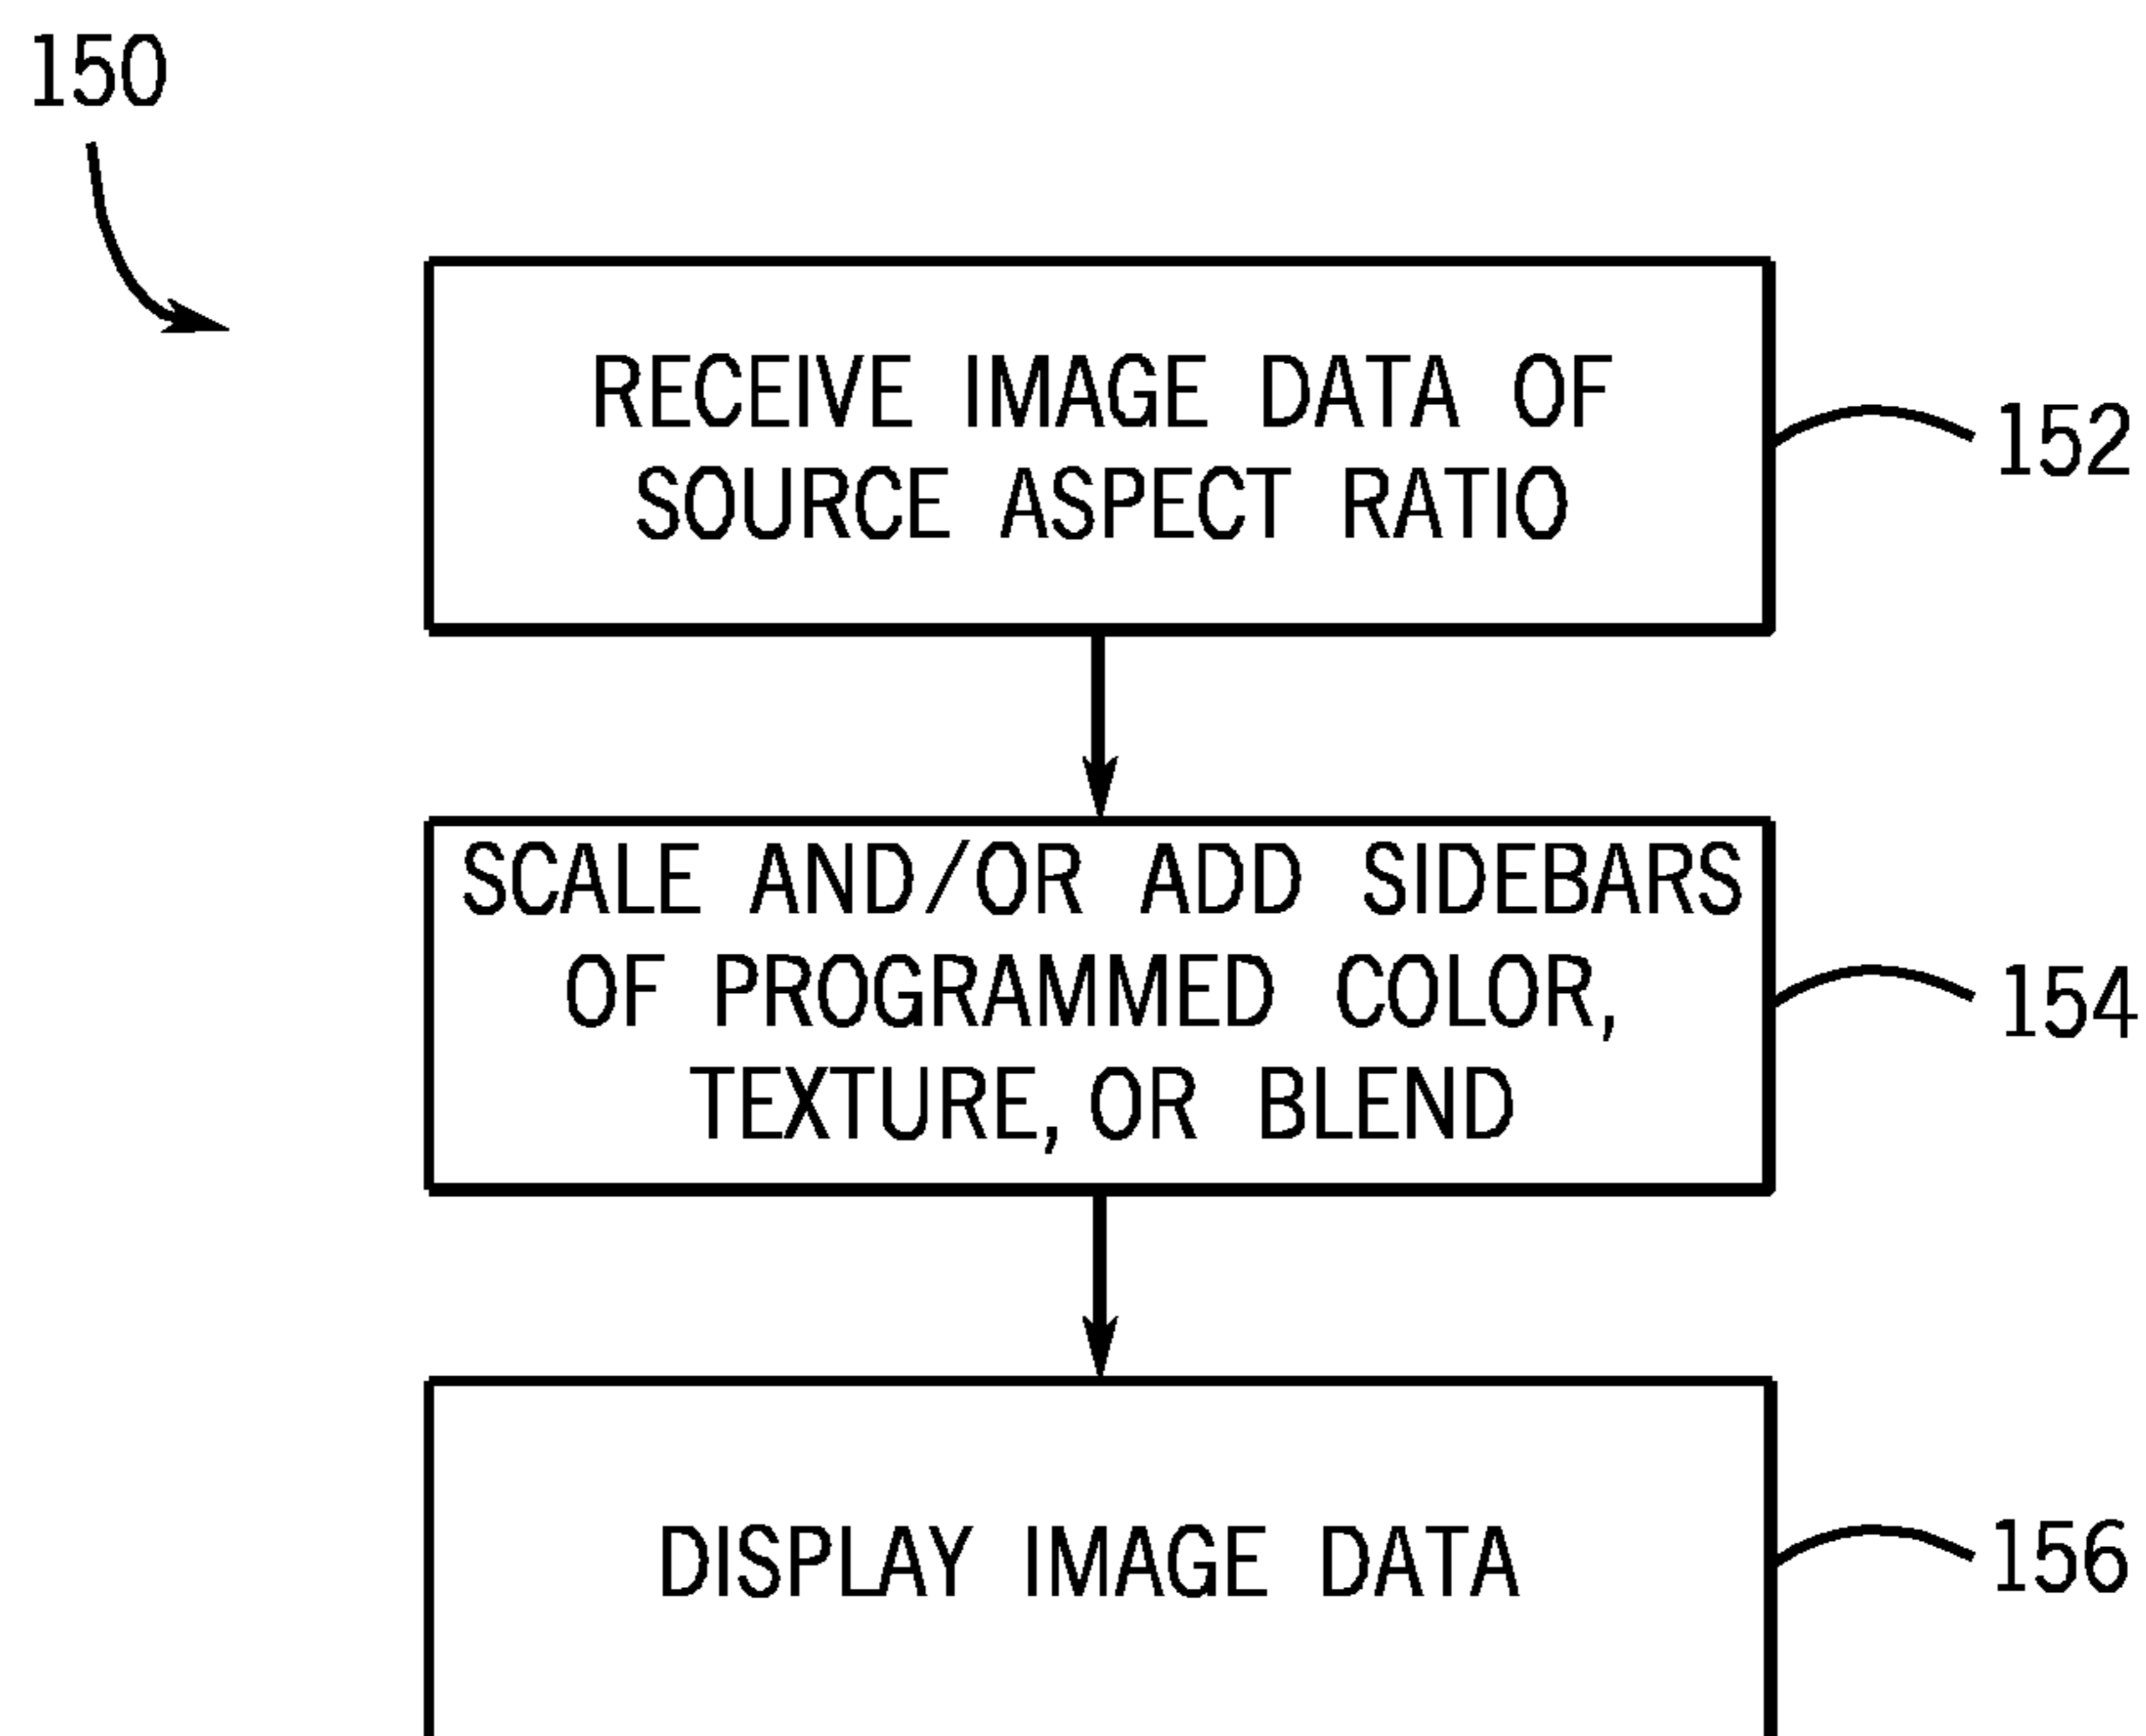 150
RECEIVE IMAGE DATA OF
SOURCE ASPECT RATIO
152
SCALE AND/OR ADD SIDEBARS
OF PROGRAMMED COLOR,
TEXTURE, OR BLEND
154
DISPLAY IMAGE DATA
156